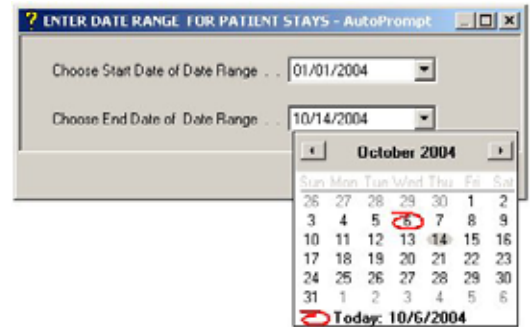 ? ENTER DATE RANGE FOR PATIENT STAYS - AutoPrompt
Choose Start Date of Date Range . . 01/01/2004
Choose End Date of Date Range . . 10/14/2004
October 2004
Sun Mon Tue Wed Thu Fri Sat
26 27 28 29 30 1 2
3 4 5 6 7 8 9
10 11 12 13 14 15 16
17 18 19 20 21 22 23
24 25 26 27 28 29 30
31 1 2 3 4 5 6
Today: 10/6/2004